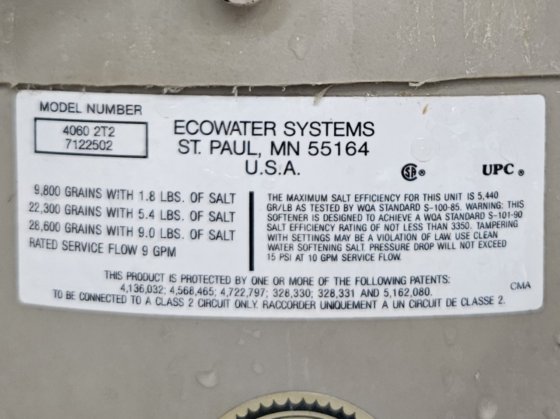 MODEL NUMBER
4060 2T2
7122502
ECOWATER SYSTEMS
ST. PAUL, MN 55164
U.S.A.
SB®
UPC®
9,800 GRAINS WITH 1.8 LBS. OF SALT
22,300 GRAINS WITH 5.4 LBS. OF SALT
28,600 GRAINS WITH 9.0 LBS. OF SALT
RATED SERVICE FLOW 9 GPM
THE MAXIMUM SALT EFFICIENCY FOR THIS UNIT IS 5,440
GR/LB AS TESTED BY WQA STANDARD S-100-85. WARNING: THIS
SOFTENER IS DESIGNED TO ACHIEVE A WQA STANDARD S-101-90
SALT EFFICIENCY RATING OF NOT LESS THAN 3350. TAMPERING
WITH SETTINGS MAY BE A VIOLATION OF LAW. USE CLEAN
WATER SOFTENING SALT. PRESSURE DROP WILL NOT EXCEED
15 PSI AT 10 GPM SERVICE FLOW.
THIS PRODUCT IS PROTECTED BY ONE OR MORE OF THE FOLLOWING PATENTS:
4,136,032; 4,568,465; 4,722,797; 328,330; 328,331 AND 5,162,080.
CMA
TO BE CONNECTED TO A CLASS 2 CIRCUIT ONLY. RACCORDER UNIQUEMENT A UN CIRCUIT DE CLASSE 2.